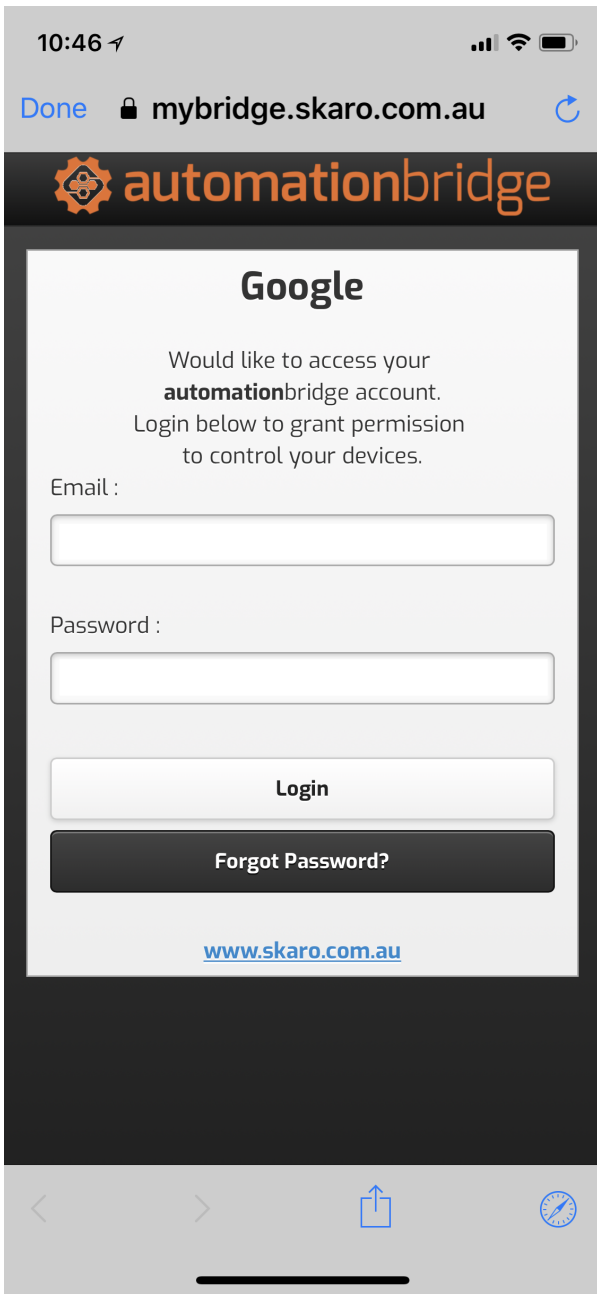 10:46
Done mybridge.skaro.com.au
automationbridge
Google
Would like to access your
automationbridge account.
Login below to grant permission
to control your devices.
Email :
Password :
Login
Forgot Password?
www.skaro.com.au